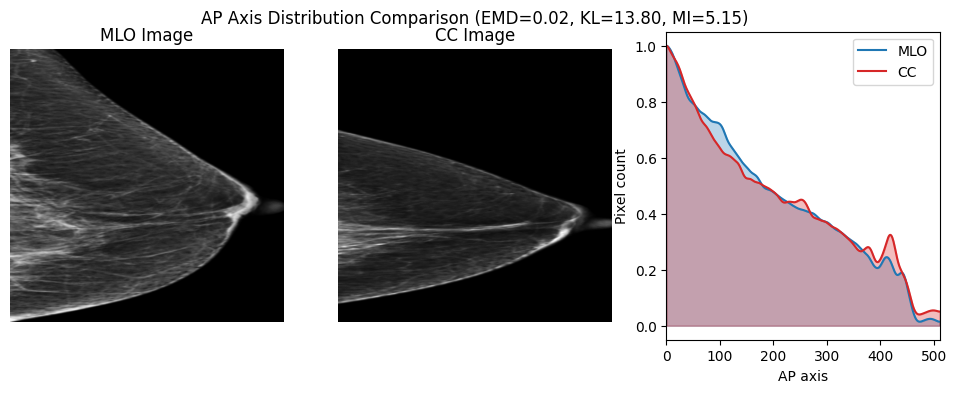 AP Axis Distribution Comparison (EMD=0.02, KL=13.80, MI=5.15)
MLO Image
CC Image
MLO
CC
Pixel count
1.0
0.8
0.6
0.4
0.2
0.0
0 100 200 300 400 500
AP axis